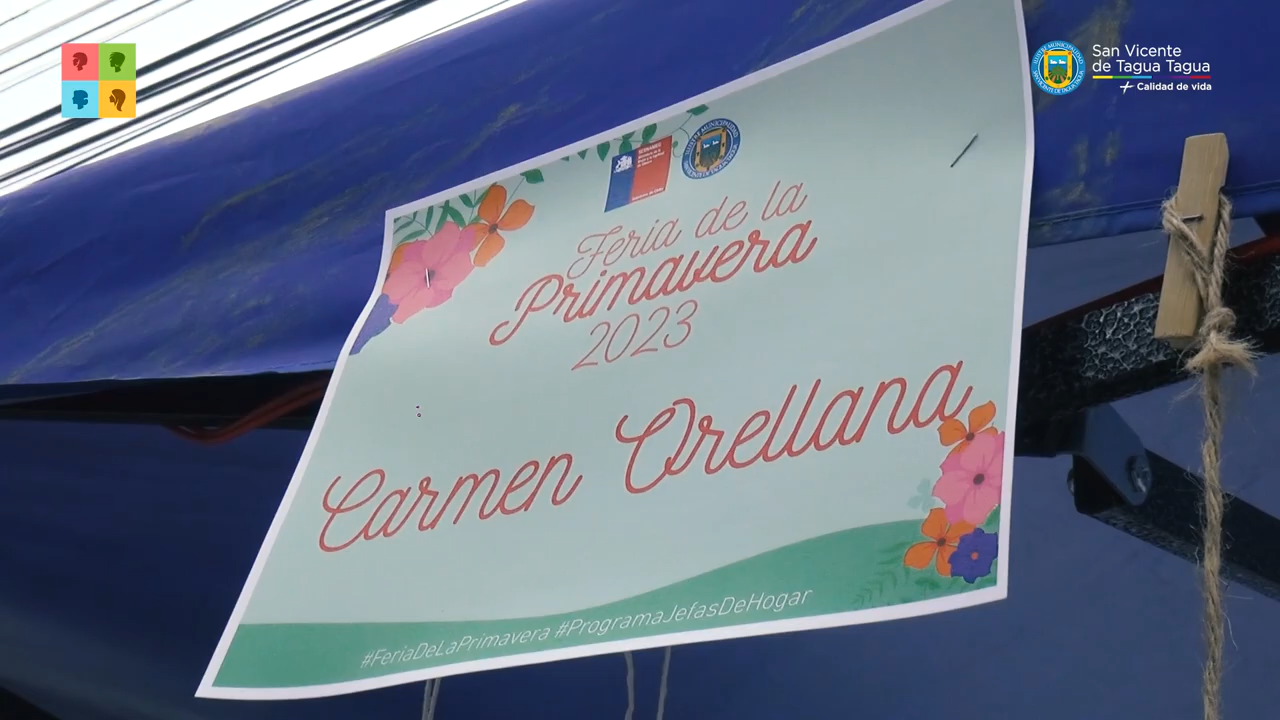 San Vicente
de Tagua Tagua
Calidad de vida
Feria de la
Primavera
2023
Carmen Orellana
#FeriaDeLaPrimavera #ProgramaJefasDeHogar